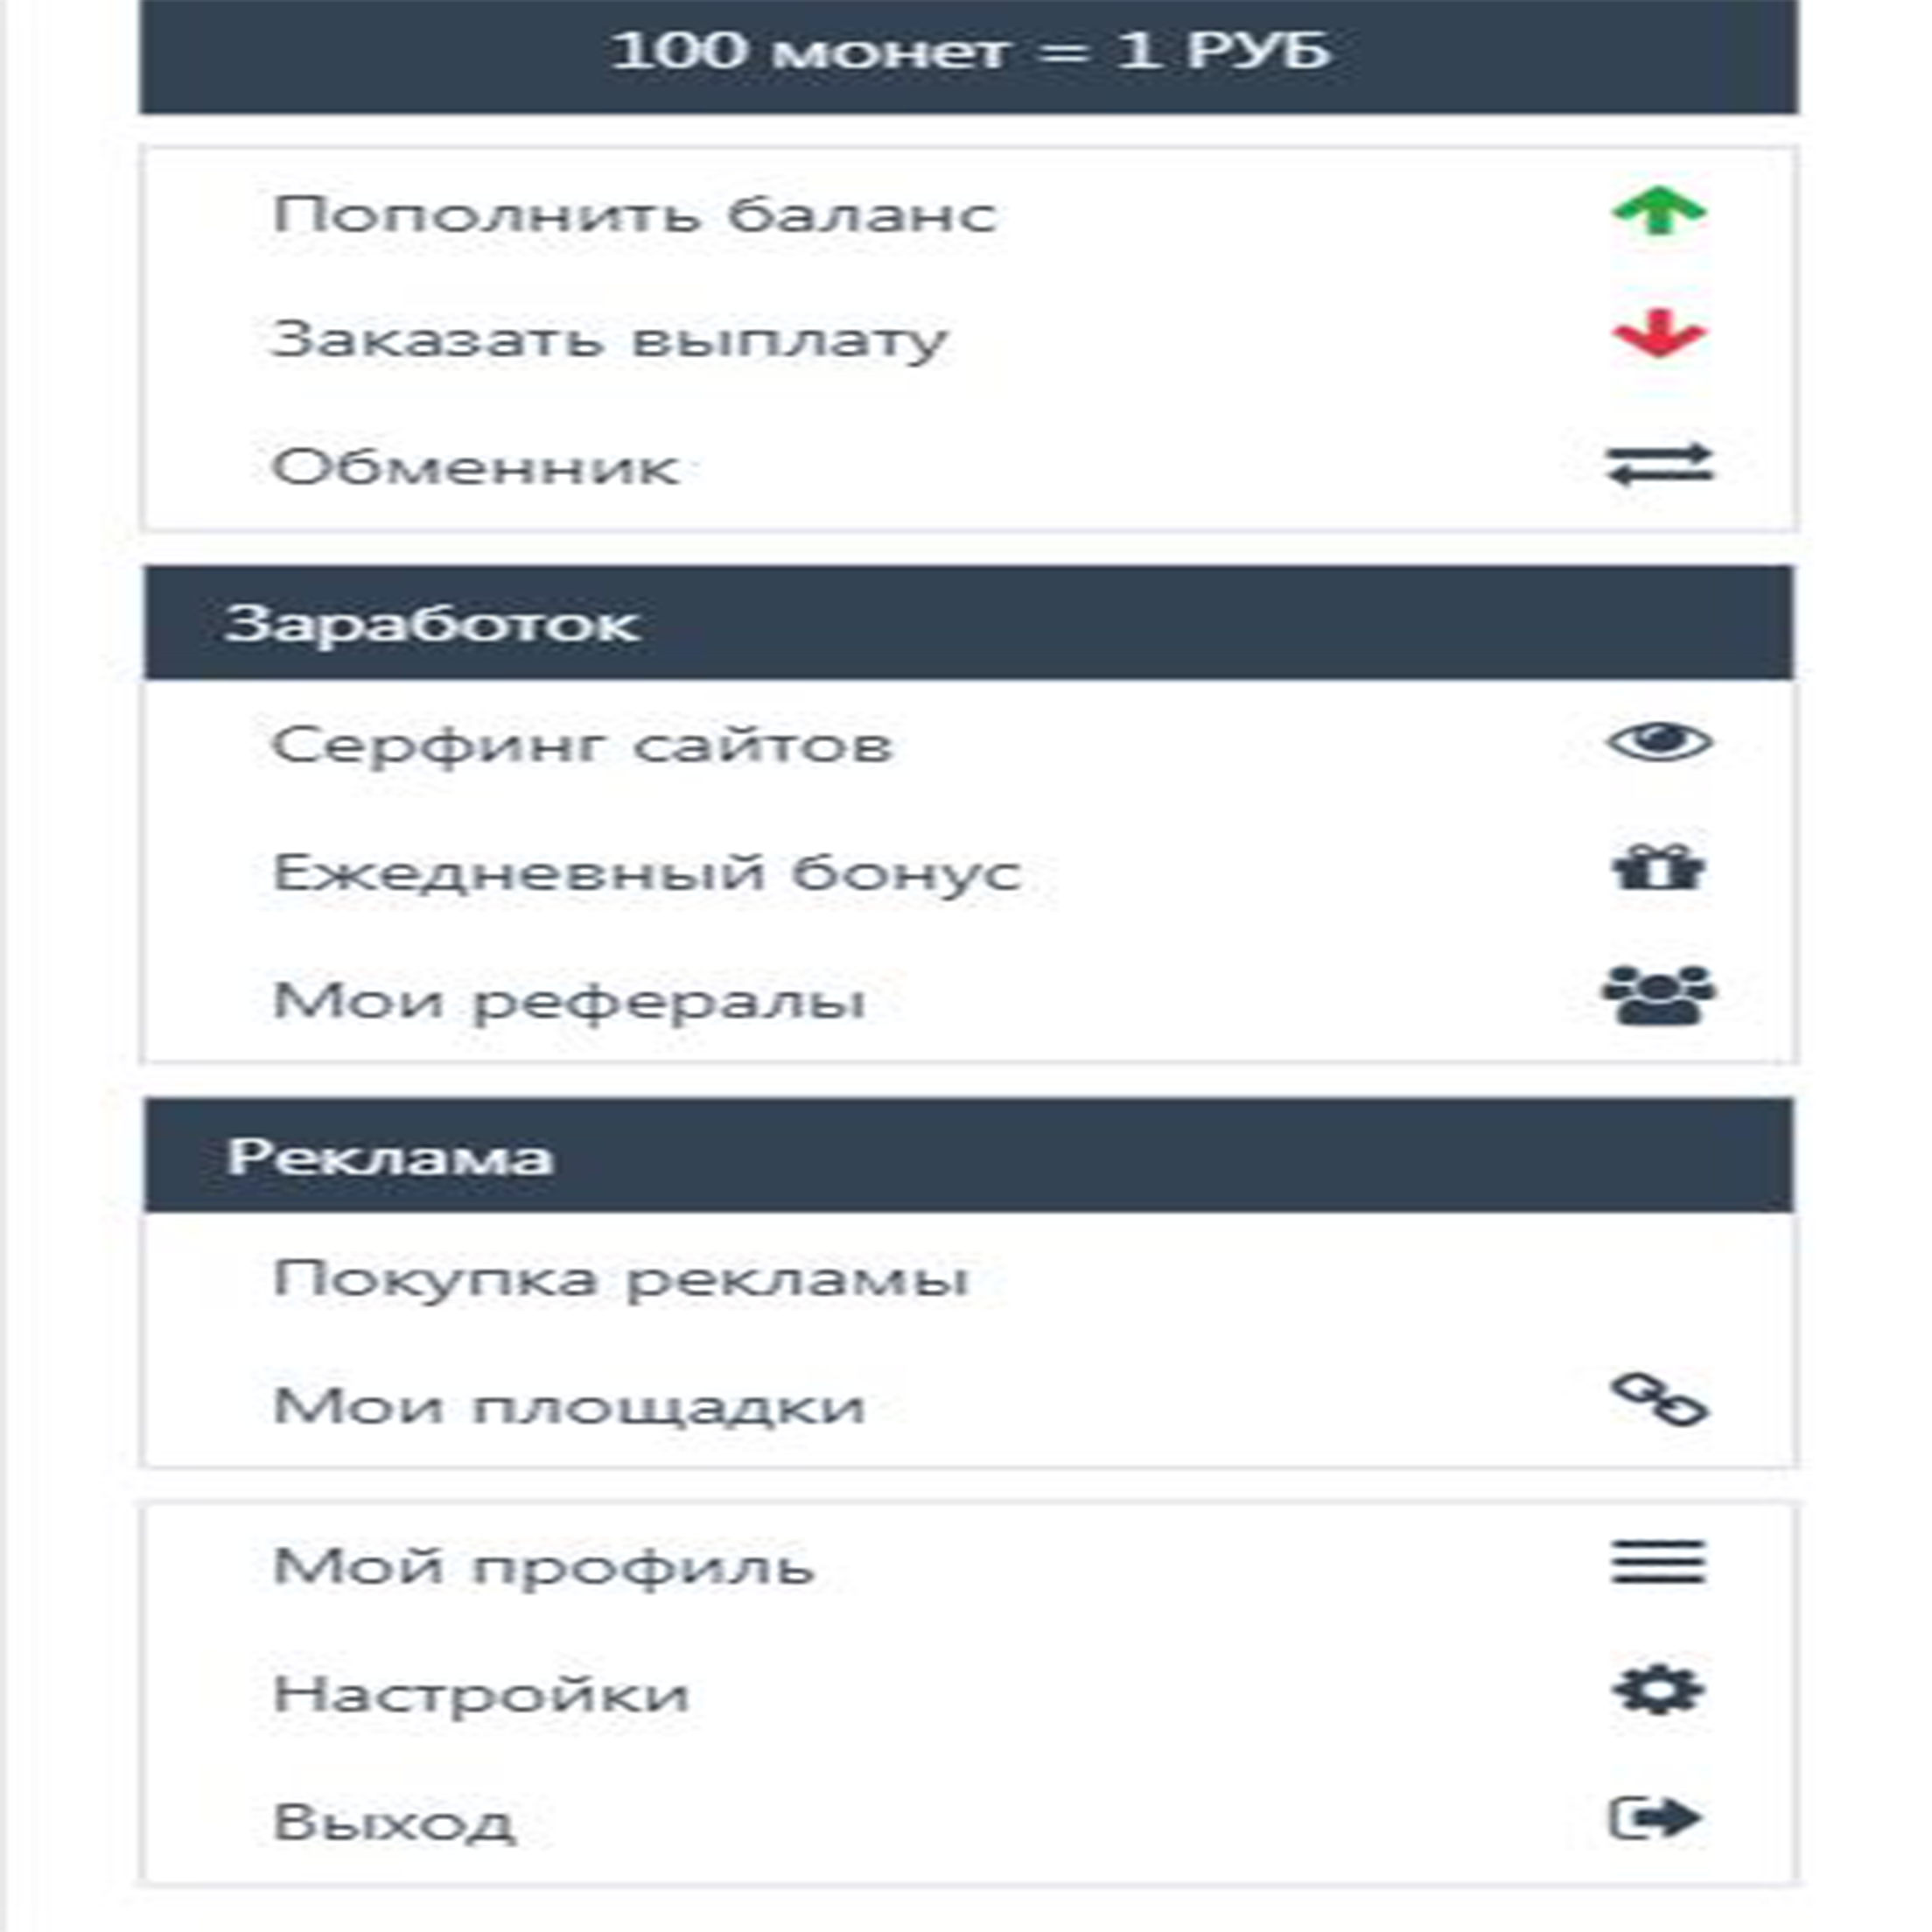 100 монет = 1 РУБ
Пополнить баланс
Заказать выплату
Обменник
Заработок
Серфинг сайтов
Ежедневный бонус
Мои рефералы
Реклама
Покупка рекламы
Мои площадки
Мой профиль
Настройки
Выход